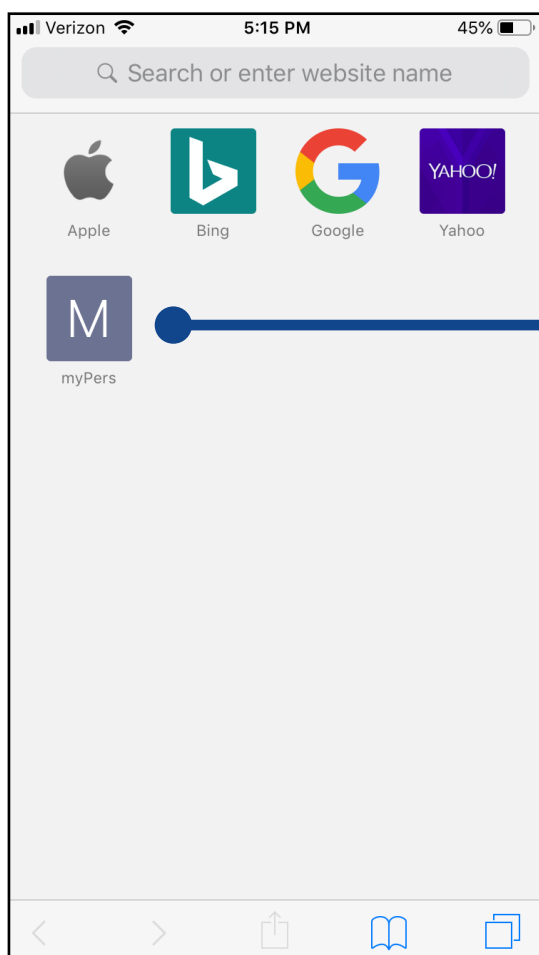 Verizon 5:15 PM 45%
Search or enter website name
YAHOO!
Apple Bing Google Yahoo
M
myPers